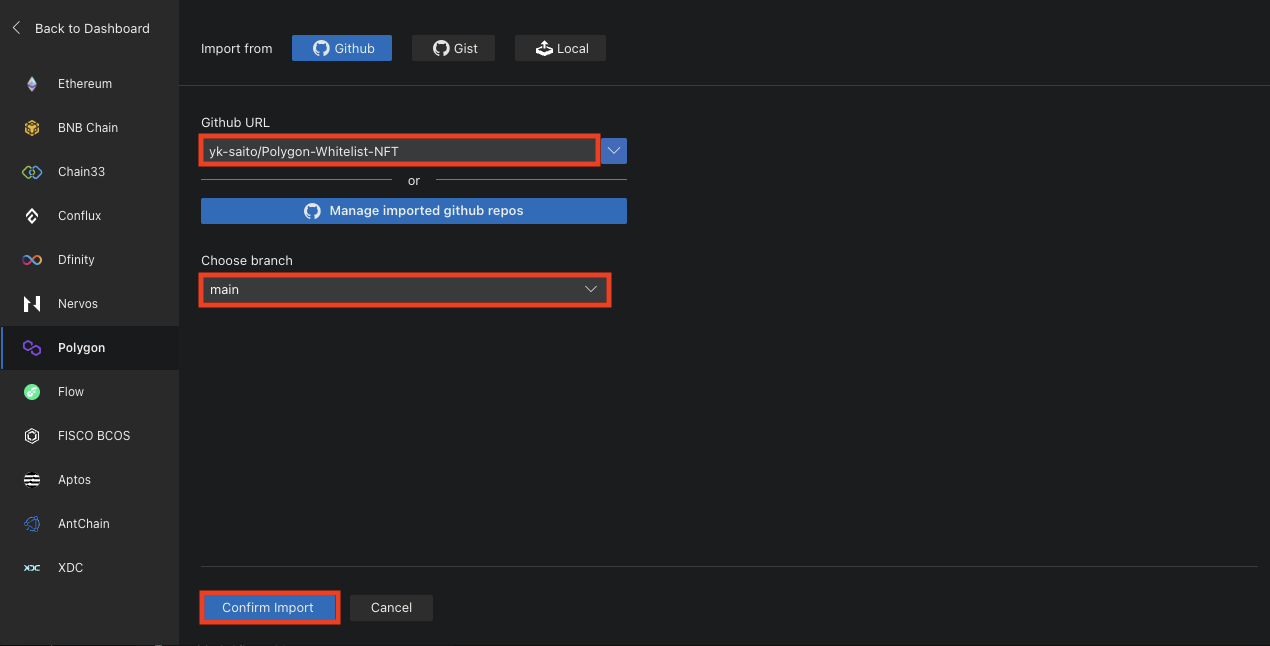 Back to Dashboard
Ethereum
BNB Chain
Chain33
Conflux
Dfinity
Nervos
Polygon
Flow
FISCO BCOS
Aptos
AntChain
XDC
Import from
Github
Gist
Local
Github URL
yk-saito/Polygon-Whitelist-NFT
or
Manage imported github repos
Choose branch
main
Confirm Import
Cancel